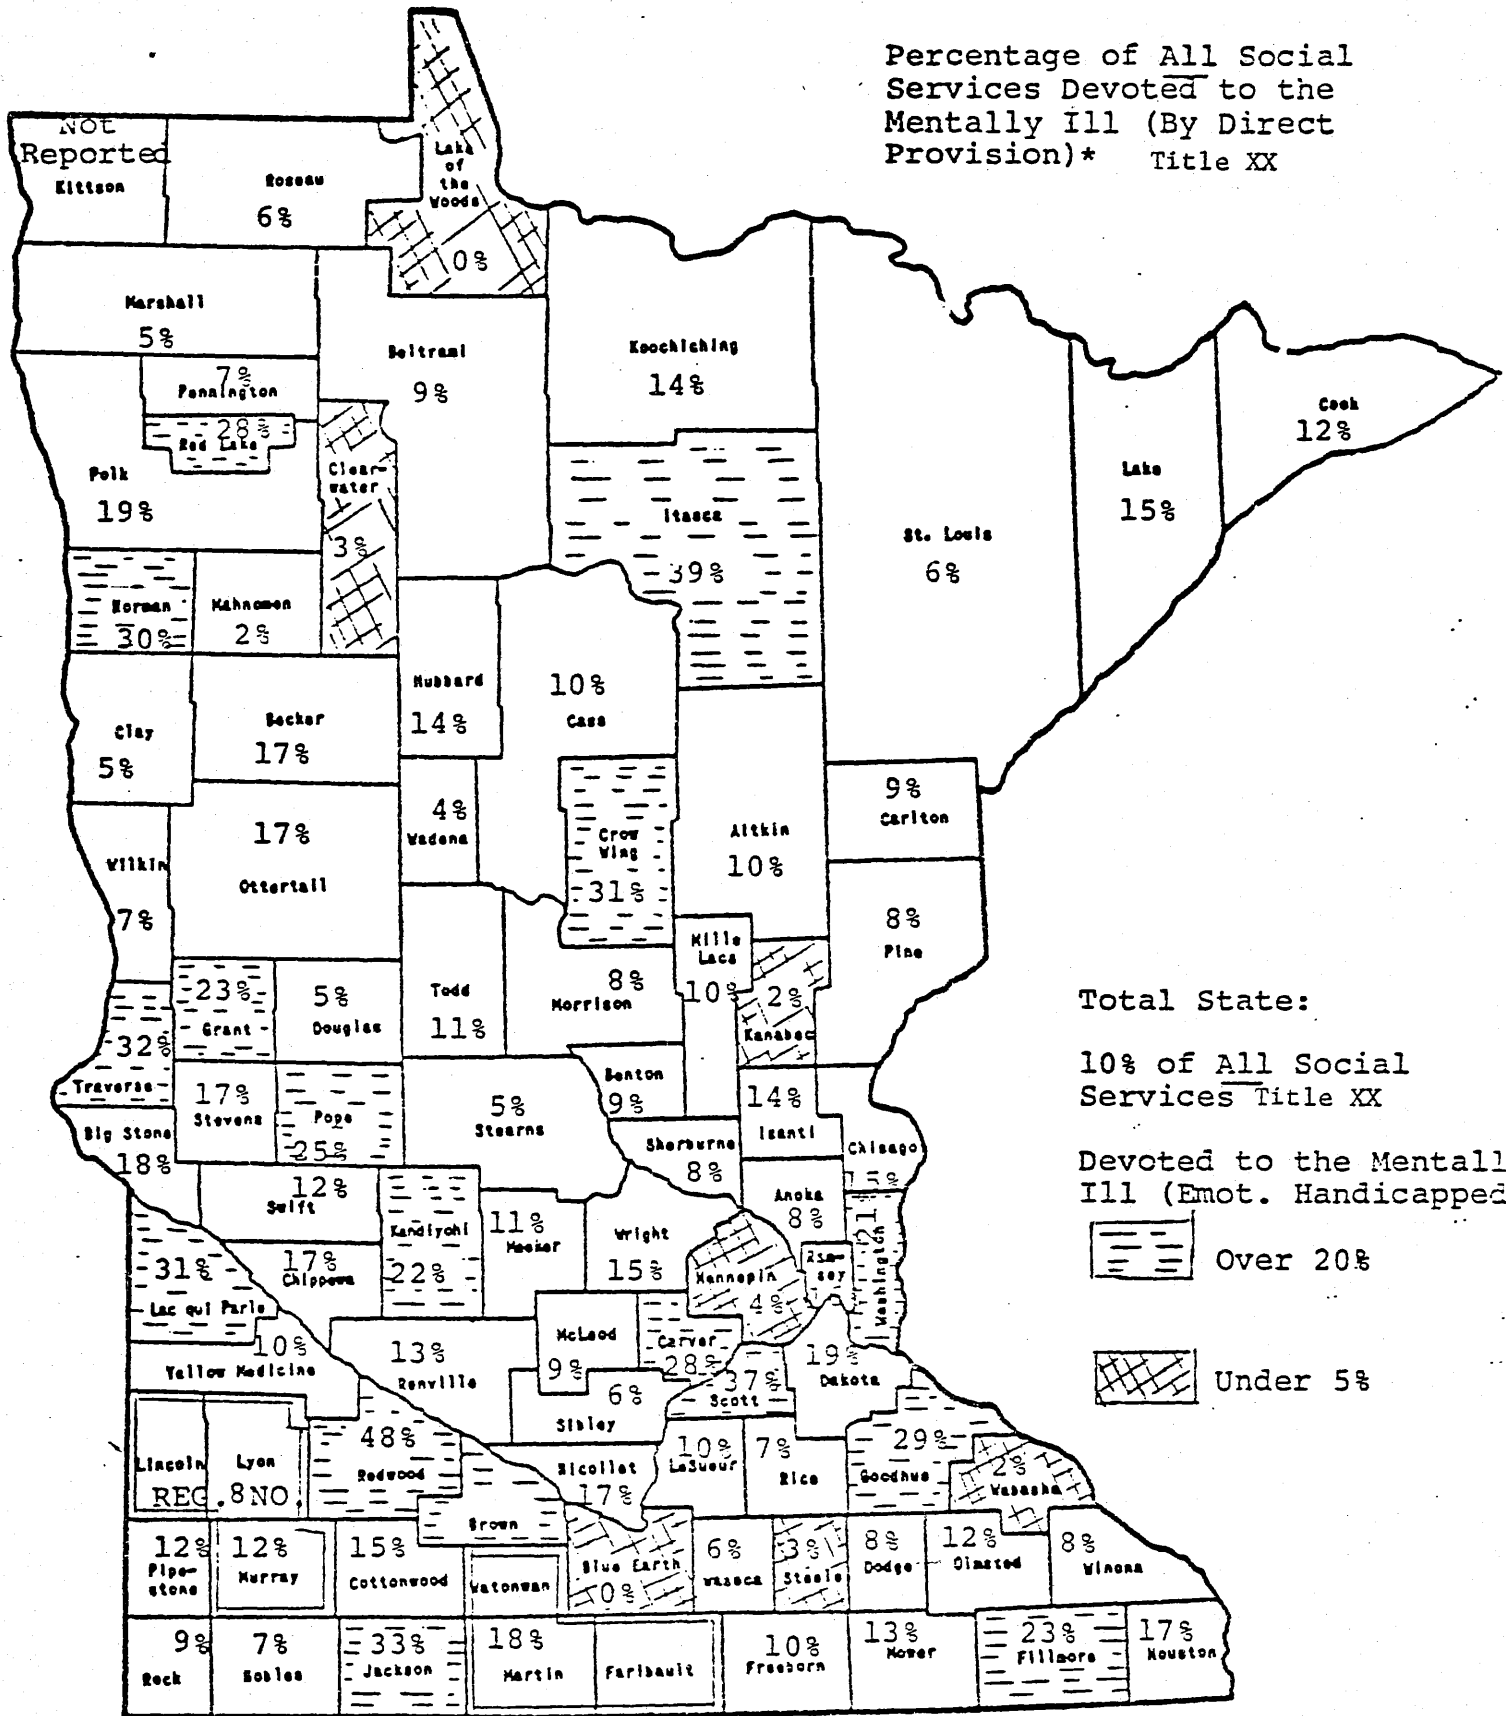 Percentage of All Social
Services Devoted to the
Mentally Ill (By Direct
Provision)* Title XX
Not
Reported
Kittson
Roseau
6%
Lake
of
the
Woods
0%
Marshall
5%
Beltrami
9%
Koochiching
14%
7%
Pennington
28%
Red Lake
Polk
19%
Clear-
water
3%
Itasca
39%
St. Louis
6%
Lake
15%
Cook
12%
Norman
30%
Mahnomen
2%
Hubbard
14%
10%
Cass
Clay
5%
Becker
17%
4%
Wadena
Crow
Wing
31%
Aitkin
10%
9%
Carlton
Wilkin
7%
17%
Ottertail
8%
Pine
Mille
Lacs
10%
2%
Kanabec
23%
Grant
5%
Douglas
Todd
11%
8%
Morrison
32%
Traverse
17%
Stevens
Pope
25%
5%
Stearns
Benton
9%
14%
Isanti
Chisago
Big Stone
18%
Sherburne
8%
Anoka
8%
12%
Swift
Kandiyohi
22%
11%
Meeker
Wright
15%
Hennepin
4%
Ram-
sey
21
Washington
31%
Lac qui Parle
17%
Chippewa
10%
Yellow Medicine
13%
Renville
McLeod
9%
Carver
28%
37%
Scott
19%
Dakota
6%
Sibley
Lincoln
Lyon
REG. 8 NO.
48%
Redwood
Brown
Nicollet
17%
10%
LeSueur
7%
Rice
29%
Goodhue
2%
Wabasha
12%
Pipe-
stone
12%
Murray
15%
Cottonwood
Watonwan
Blue Earth
0%
6%
Waseca
3%
Steele
8%
Dodge
12%
Olmsted
8%
Winona
9%
Rock
7%
Nobles
33%
Jackson
18%
Martin
Faribault
10%
Freeborn
13%
Mower
23%
Fillmore
17%
Houston
Total State:
10% of All Social
Services Title XX
Devoted to the Mentall
Ill (Emot. Handicapped
Over 20%
Under 5%